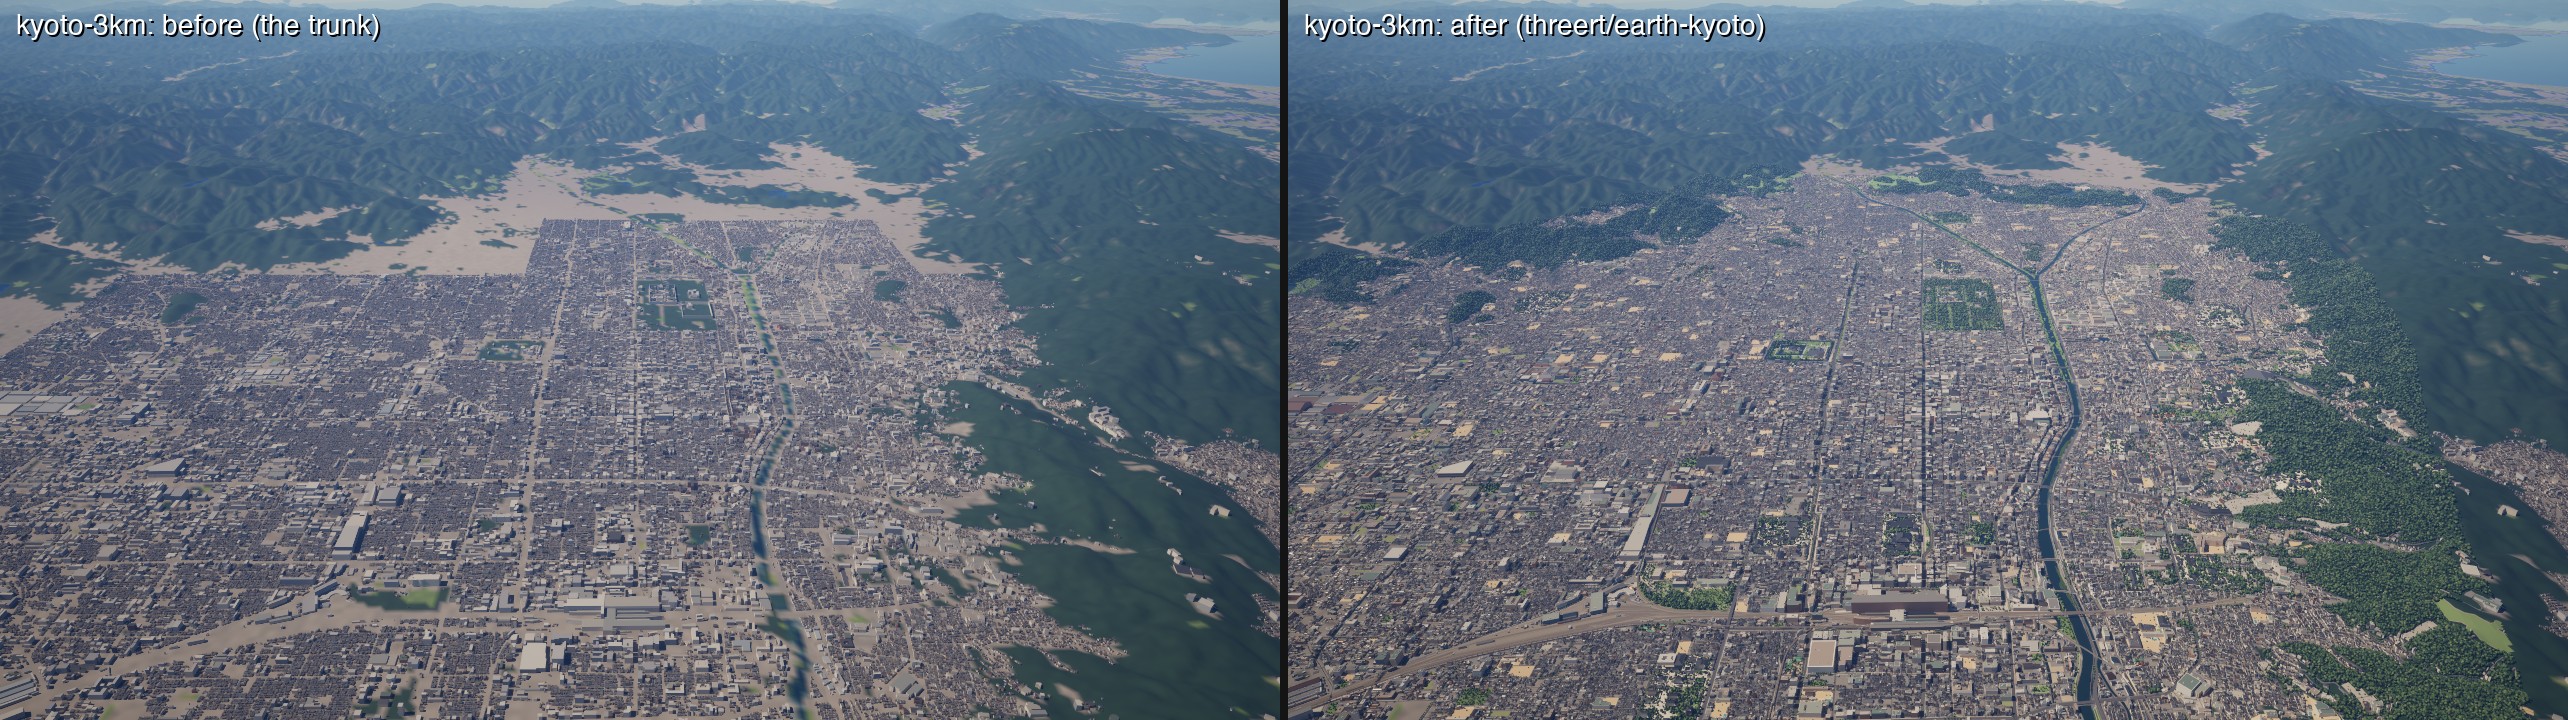 kyoto-3km: before (the trunk)
kyoto-3km: after (threert/earth-kyoto)